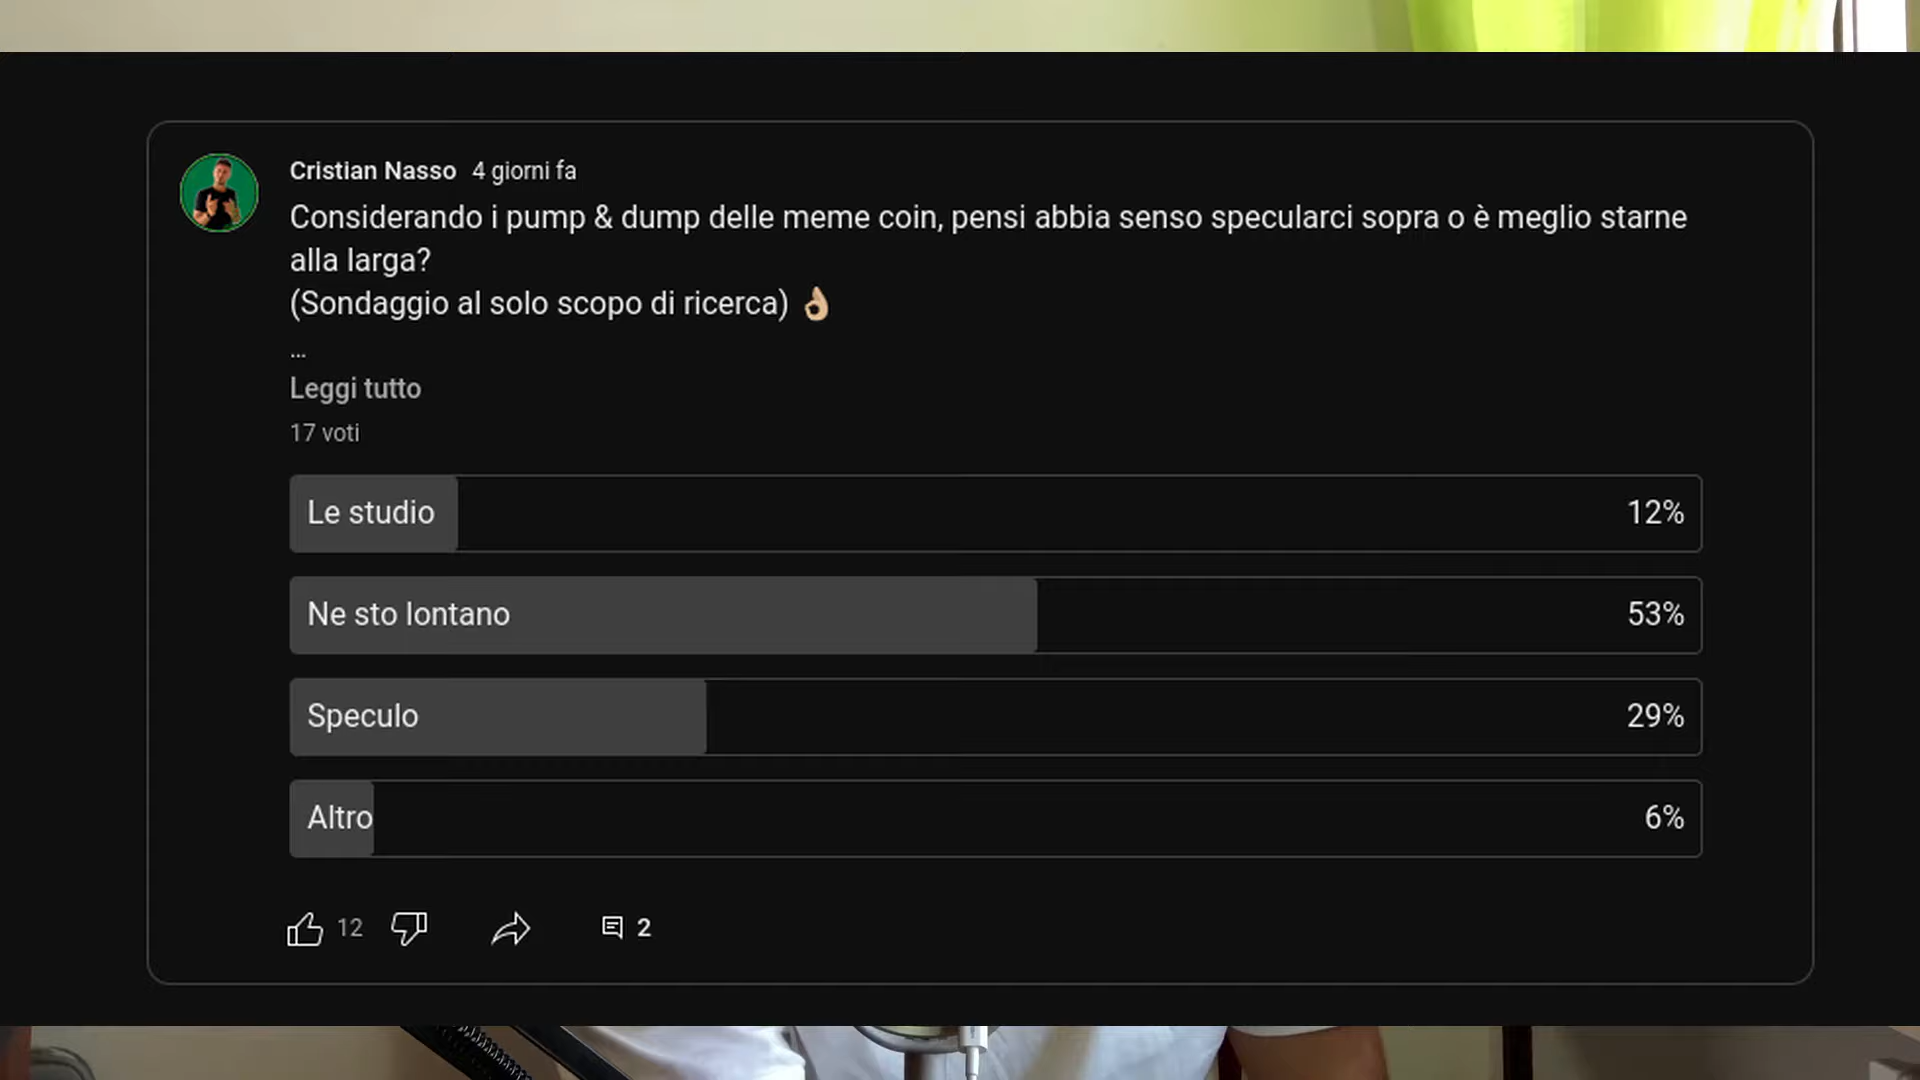 Cristian Nasso 4 giorni fa
Considerando i pump & dump delle meme coin, pensi abbia senso specularci sopra o è meglio starne
alla larga?
(Sondaggio al solo scopo di ricerca) 👌🏼
...
Leggi tutto
17 voti
Le studio 12%
Ne sto lontano 53%
Speculo 29%
Altro 6%
12 2